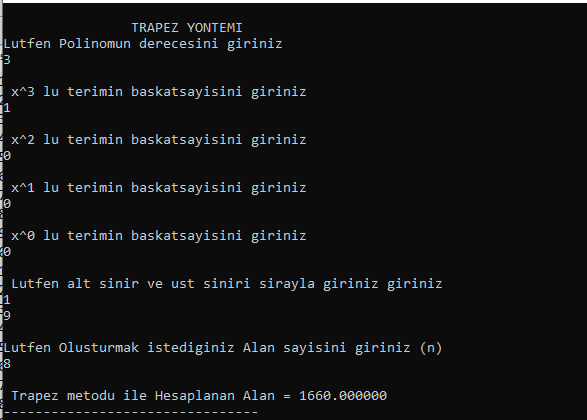 TRAPEZ YONTEMI
Lutfen Polinomun derecesini giriniz
3
x^3 lu terimin baskatsayisini giriniz
1
x^2 lu terimin baskatsayisini giriniz
0
x^1 lu terimin baskatsayisini giriniz
0
x^0 lu terimin baskatsayisini giriniz
0
Lutfen alt sinir ve ust siniri sirayla giriniz giriniz
1
9
Lutfen Olusturmak istediginiz Alan sayisini giriniz (n)
8
Trapez metodu ile Hesaplanan Alan = 1660.000000
--------------------------------